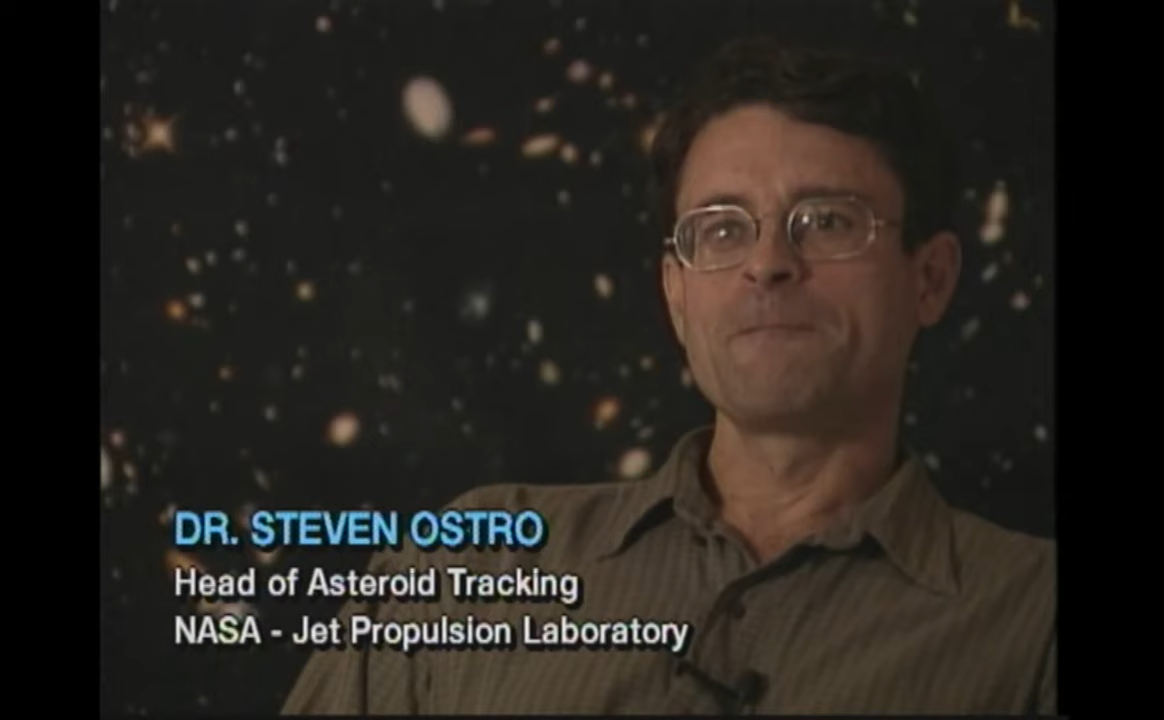 DR. STEVEN OSTRO
Head of Asteroid Tracking
NASA - Jet Propulsion Laboratory